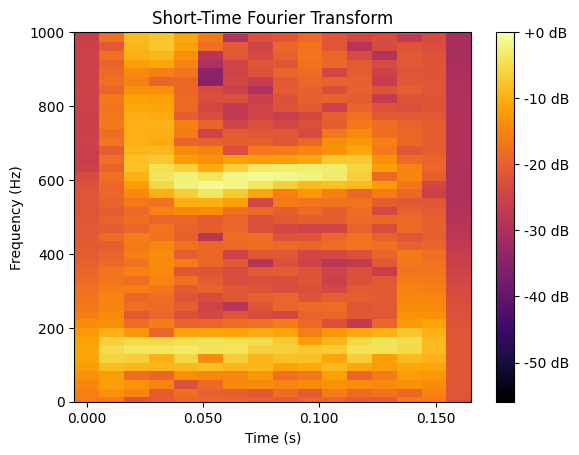 Short-Time Fourier Transform
1000
800
600
400
200
0
Frequency (Hz)
0.000
0.050
0.100
0.150
Time (s)
+0 dB
-10 dB
-20 dB
-30 dB
-40 dB
-50 dB